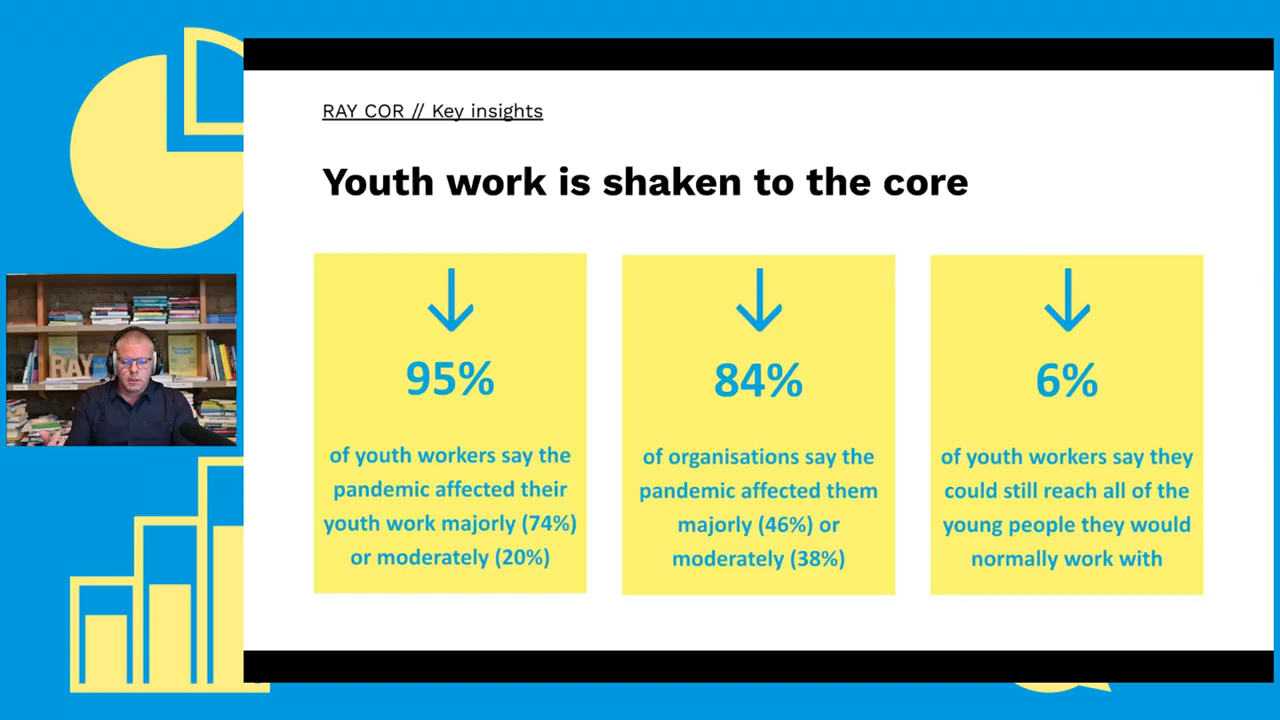 RAY COR // Key insights
Youth work is shaken to the core
95%
of youth workers say the
pandemic affected their
youth work majorly (74%)
or moderately (20%)
84%
of organisations say the
pandemic affected them
majorly (46%) or
moderately (38%)
6%
of youth workers say they
could still reach all of the
young people they would
normally work with
RAY